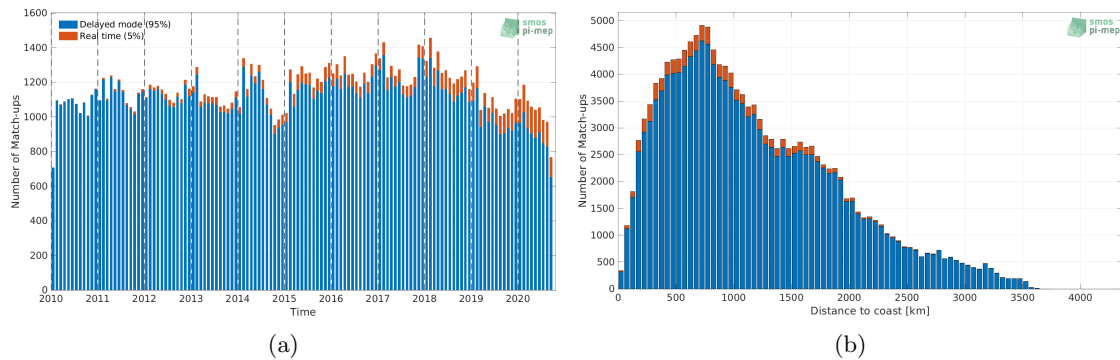 Delayed mode (95%)
Real time (5%)
smos
pi-mep
Number of Match-ups
1600
1400
1200
1000
800
600
400
200
0
2010 2011 2012 2013 2014 2015 2016 2017 2018 2019 2020
Time
(a)
smos
pi-mep
Number of Match-ups
5000
4500
4000
3500
3000
2500
2000
1500
1000
500
0
0 500 1000 1500 2000 2500 3000 3500 4000
Distance to coast [km]
(b)